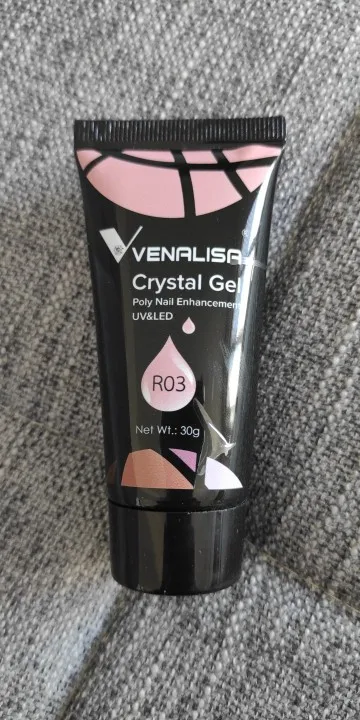 VENALISA®
Crystal Gel
Poly Nail Enhancement
UV&LED
R03
Net Wt.: 30g